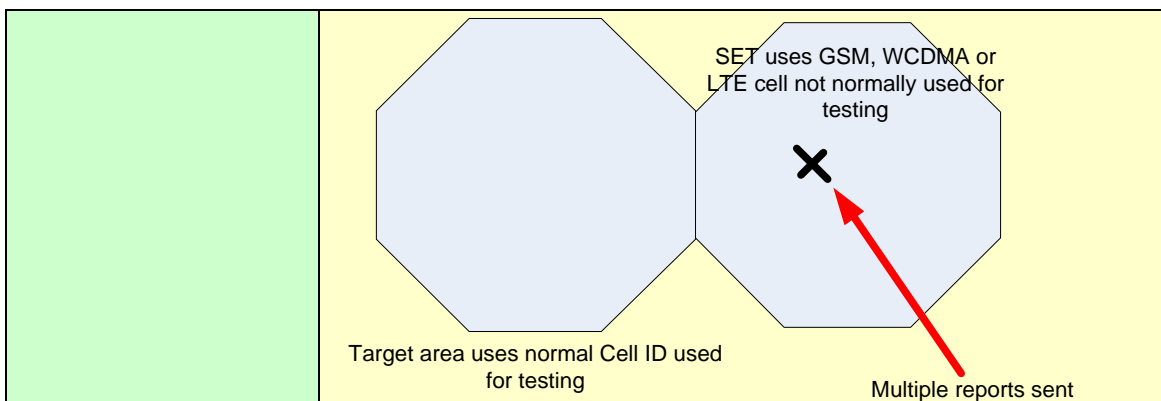 SET uses GSM, WCDMA or
LTE cell not normally used for
testing
Target area uses normal Cell ID used
for testing
Multiple reports sent